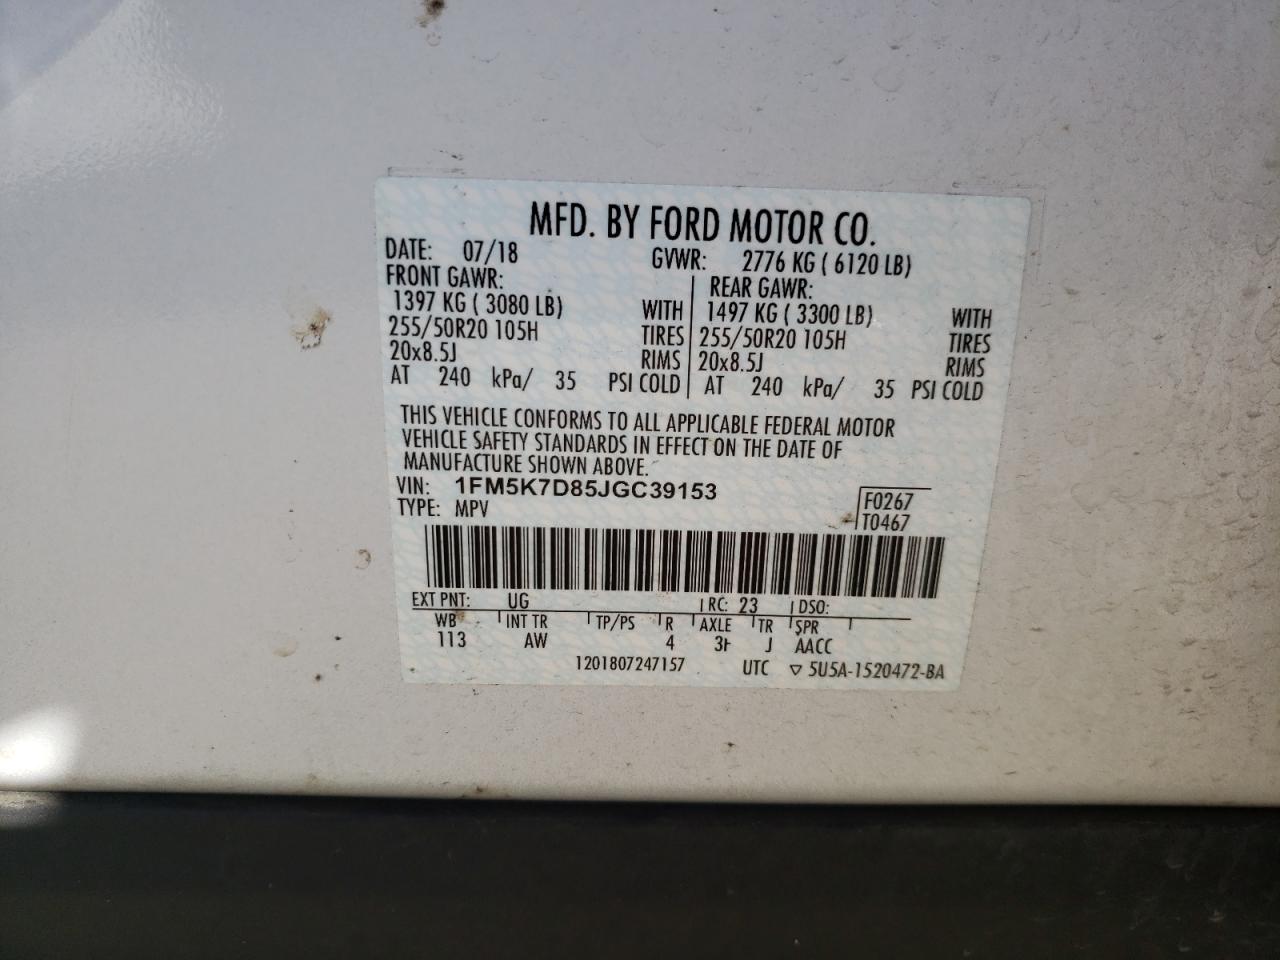 MFD. BY FORD MOTOR CO.
DATE: 07/18 GVWR: 2776 KG ( 6120 LB)
FRONT GAWR: REAR GAWR:
1397 KG ( 3080 LB) WITH 1497 KG ( 3300 LB) WITH
255/50R20 105H TIRES 255/50R20 105H TIRES
20x8.5J RIMS 20x8.5J RIMS
AT 240 kPa/ 35 PSI COLD AT 240 kPa/ 35 PSI COLD
THIS VEHICLE CONFORMS TO ALL APPLICABLE FEDERAL MOTOR
VEHICLE SAFETY STANDARDS IN EFFECT ON THE DATE OF
MANUFACTURE SHOWN ABOVE.
VIN: 1FM5K7D85JGC39153 F0267
TYPE: MPV T0467
EXT PNT: UG RC: 23 DSO:
WB INT TR TP/PS R AXLE TR SPR
113 AW 4 J AACC
1201807247157 UTC ▽ 5U5A-1520472-BA